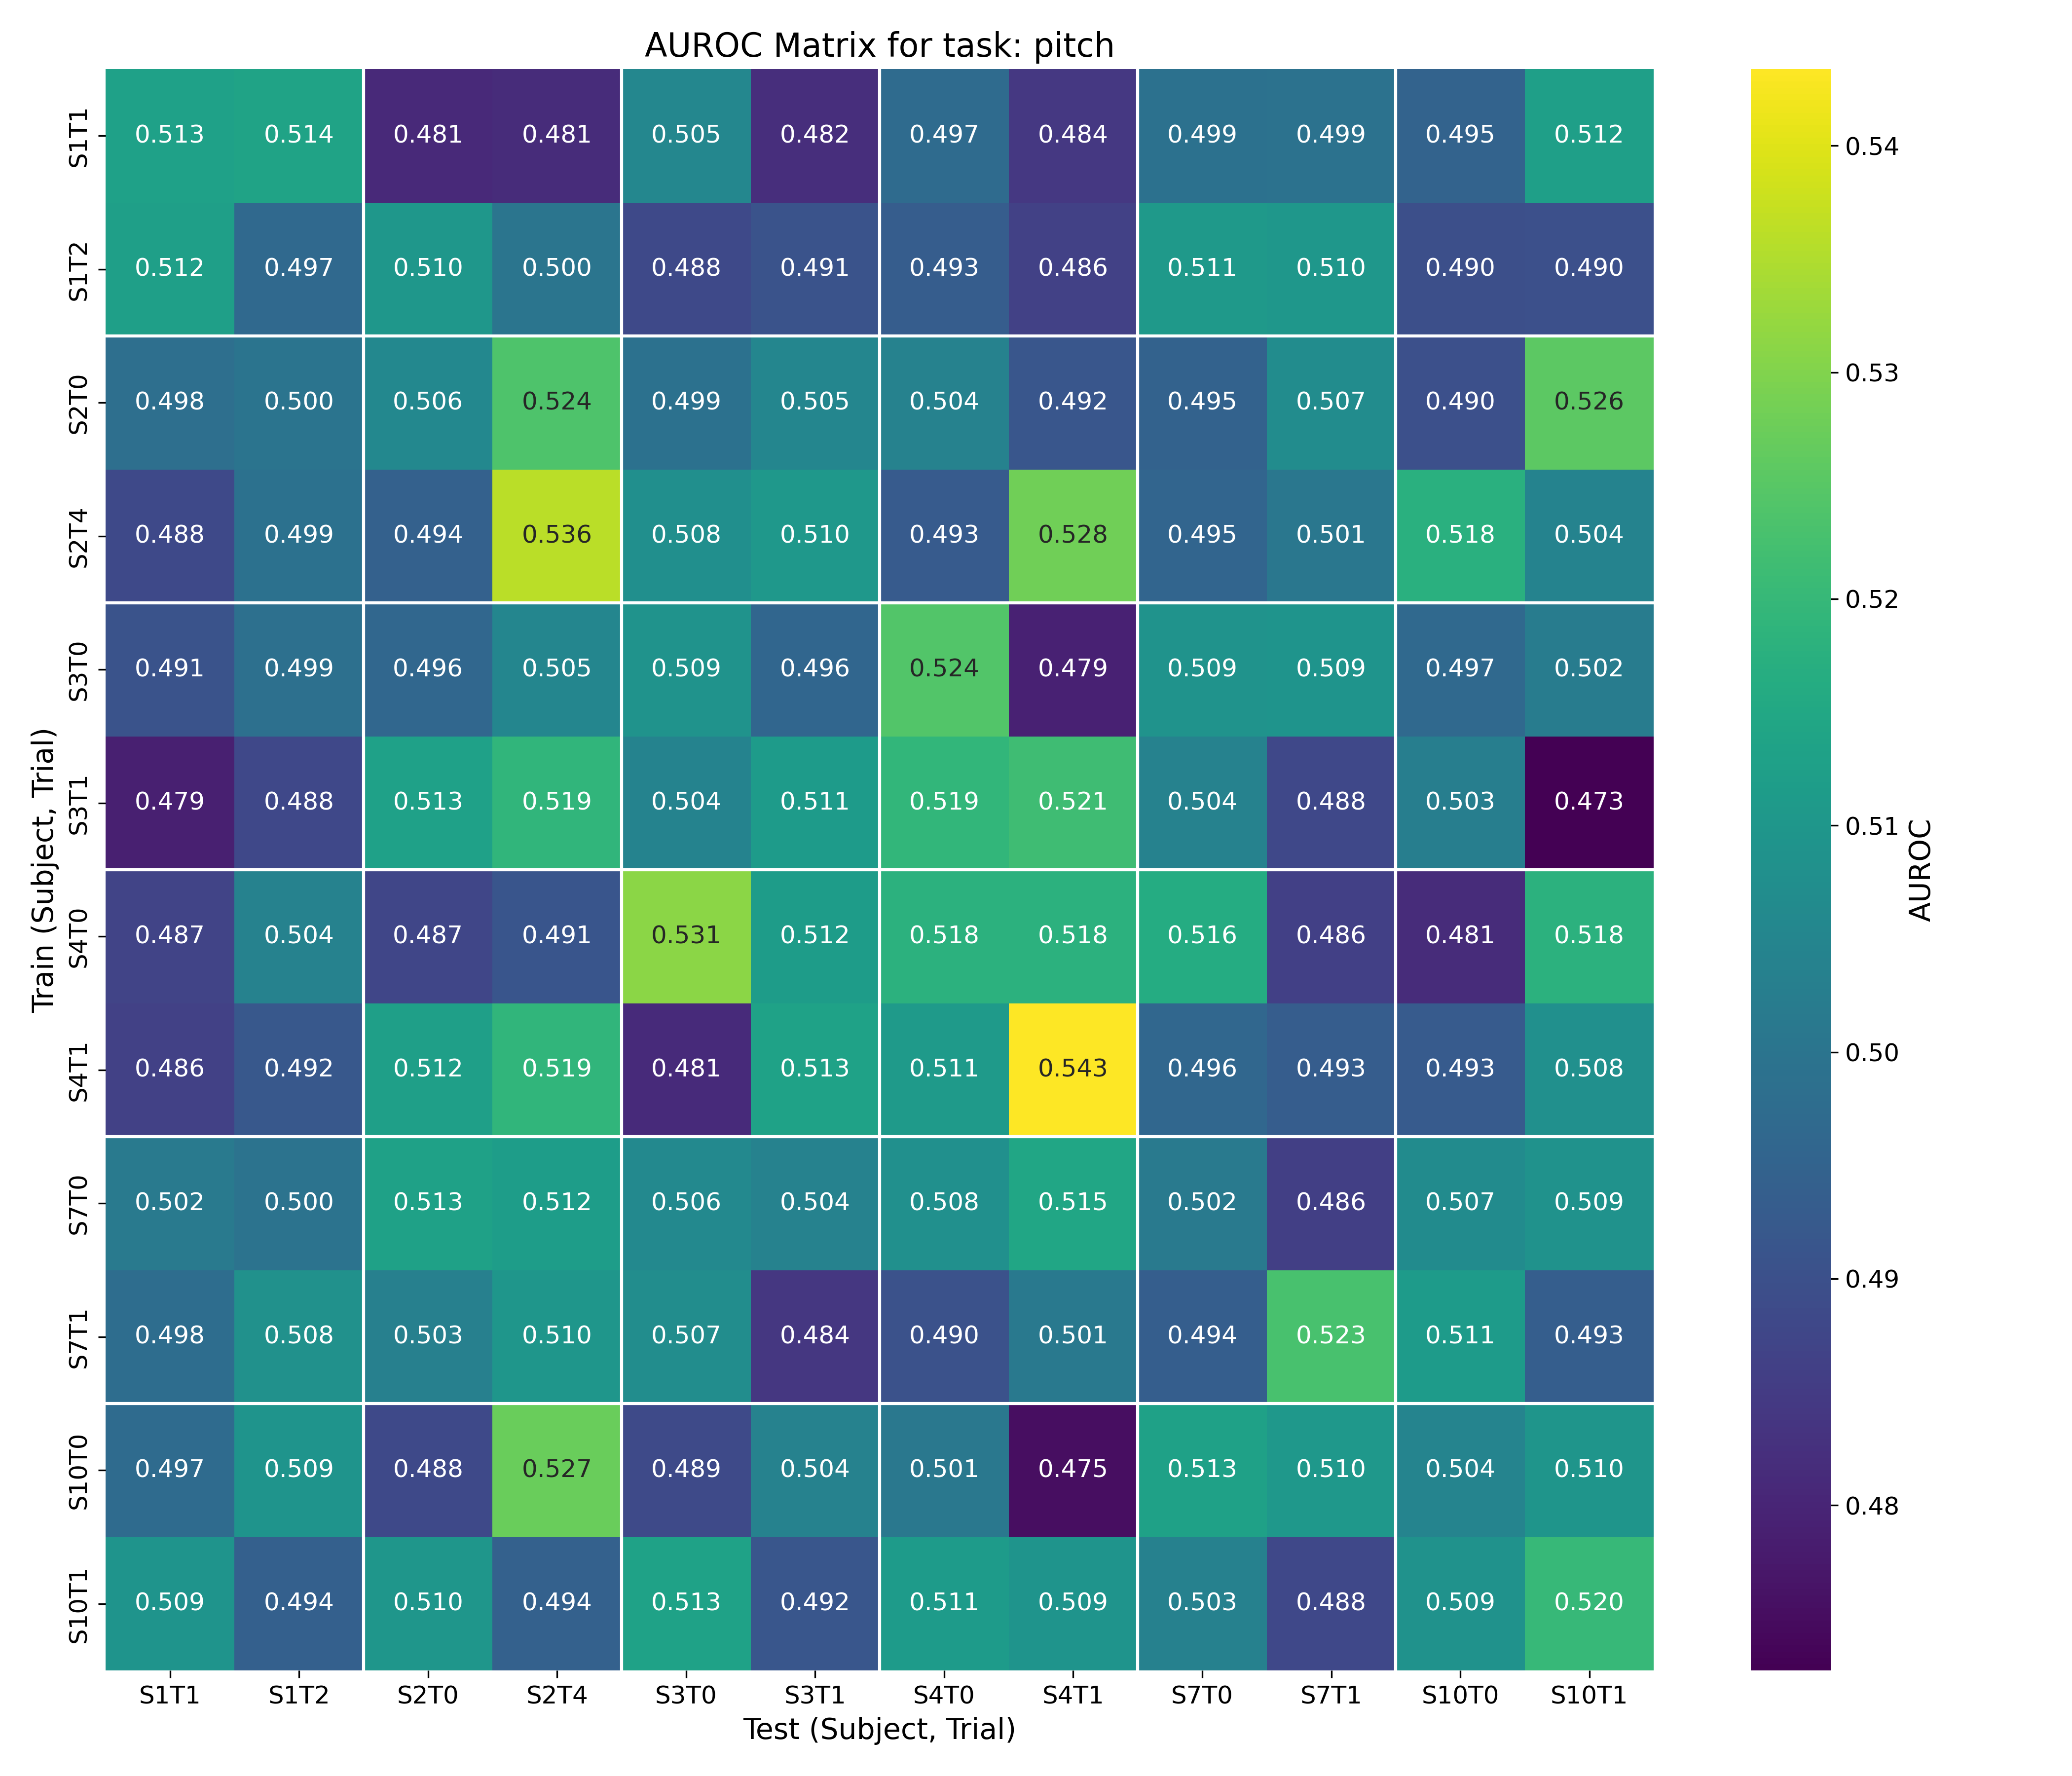 AUROC Matrix for task: pitch
S1T1 0.513 0.514 0.481 0.481 0.505 0.482 0.497 0.484 0.499 0.499 0.495 0.512
S1T2 0.512 0.497 0.510 0.500 0.488 0.491 0.493 0.486 0.511 0.510 0.490 0.490
S2T0 0.498 0.500 0.506 0.524 0.499 0.505 0.504 0.492 0.495 0.507 0.490 0.526
S2T4 0.488 0.499 0.494 0.536 0.508 0.510 0.493 0.528 0.495 0.501 0.518 0.504
S3T0 0.491 0.499 0.496 0.505 0.509 0.496 0.524 0.479 0.509 0.509 0.497 0.502
S3T1 0.479 0.488 0.513 0.519 0.504 0.511 0.519 0.521 0.504 0.488 0.503 0.473
S4T0 0.487 0.504 0.487 0.491 0.531 0.512 0.518 0.518 0.516 0.486 0.481 0.518
S4T1 0.486 0.492 0.512 0.519 0.481 0.513 0.511 0.543 0.496 0.493 0.493 0.508
S7T0 0.502 0.500 0.513 0.512 0.506 0.504 0.508 0.515 0.502 0.486 0.507 0.509
S7T1 0.498 0.508 0.503 0.510 0.507 0.484 0.490 0.501 0.494 0.523 0.511 0.493
S10T0 0.497 0.509 0.488 0.527 0.489 0.504 0.501 0.475 0.513 0.510 0.504 0.510
S10T1 0.509 0.494 0.510 0.494 0.513 0.492 0.511 0.509 0.503 0.488 0.509 0.520
S1T1 S1T2 S2T0 S2T4 S3T0 S3T1 S4T0 S4T1 S7T0 S7T1 S10T0 S10T1
Test (Subject, Trial)
Train (Subject, Trial)
0.54
0.53
0.52
0.51
0.50
0.49
0.48
AUROC